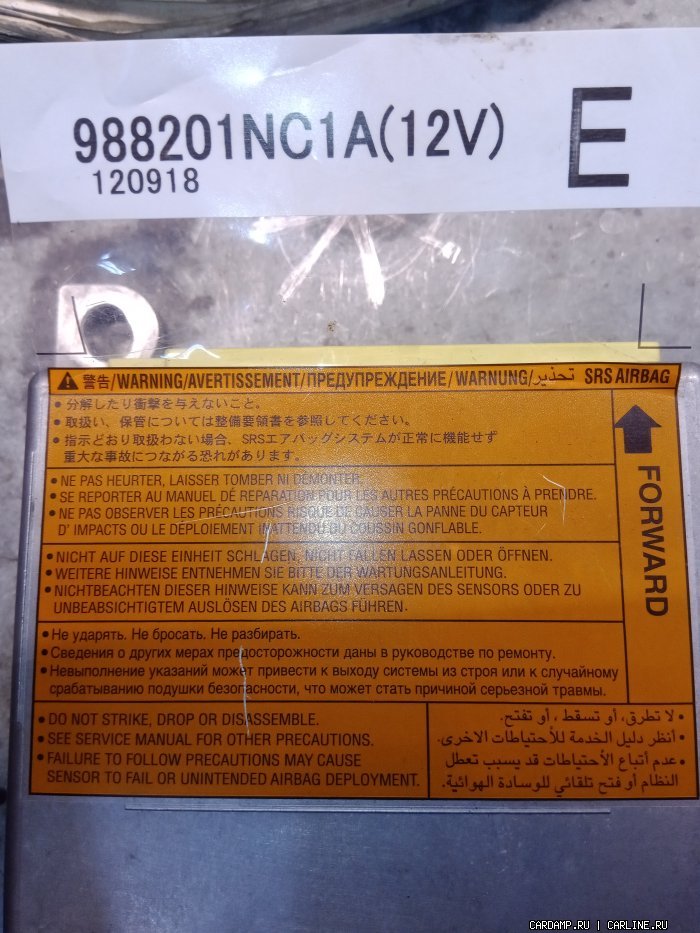 988201NC1A(12V) E
120918
警告/WARNING/AVERTISSEMENT/ПРЕДУПРЕЖДЕНИЕ/WARNUNG/تحذير SRS AIRBAG
• 分解したり衝撃を与えないこと。
• 取扱い、保管については整備要領書を参照してください。
• 指示どおり取扱わない場合、SRSエアバッグシステムが正常に機能せず
重大な事故につながる恐れがあります。
FORWARD
• NE PAS HEURTER, LAISSER TOMBER NI DÉMONTER.
• SE REPORTER AU MANUEL DÉ RÉPARATION POUR LES AUTRES PRÉCAUTIONS À PRENDRE.
• NE PAS OBSERVER LES PRÉCAUTIONS RISQUE DE CAUSER LA PANNE DU CAPTEUR
D' IMPACTS OU LE DÉPLOIEMENT INATTENDU DU COUSSIN GONFLABLE.
• NICHT AUF DIESE EINHEIT SCHLAGEN, NICHT FALLEN LASSEN ODER ÖFFNEN.
• WEITERE HINWEISE ENTNEHMEN SIE BITTE DER WARTUNGSANLEITUNG.
• NICHTBEACHTEN DIESER HINWEISE KANN ZUM VERSAGEN DES SENSORS ODER ZU
UNBEABSICHTIGTEM AUSLÖSEN DES AIRBAGS FÜHREN.
• Не ударять. Не бросать. Не разбирать.
• Сведения о других мерах предосторожности даны в руководстве по ремонту.
• Невыполнение указаний может привести к выходу системы из строя или к случайному
срабатыванию подушки безопасности, что может стать причиной серьезной травмы.
• DO NOT STRIKE, DROP OR DISASSEMBLE.
• SEE SERVICE MANUAL FOR OTHER PRECAUTIONS.
• FAILURE TO FOLLOW PRECAUTIONS MAY CAUSE
SENSOR TO FAIL OR UNINTENDED AIRBAG DEPLOYMENT.
• لا تطرق، أو تسقط ، أو تفتح.
• أنظر دليل الخدمة للأحتياطات الاخرى.
• عدم أتباع الأحتياطات قد يسبب تعطل
النظام أو فتح تلقائي للوسادة الهوائية.
CARDAMP.RU | CARLINE.RU